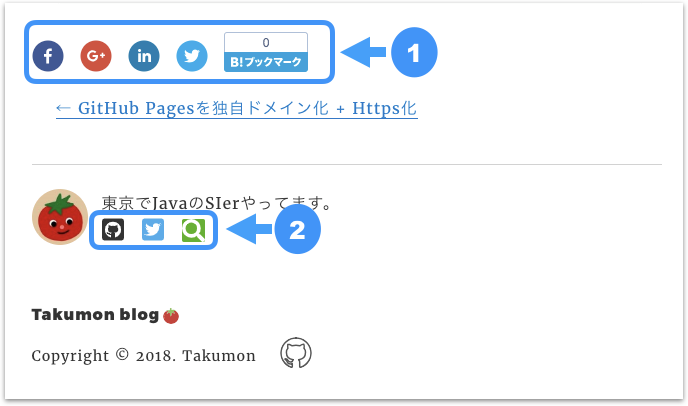 f G+ in 0
B!ブックマーク
1
← GitHub Pagesを独自ドメイン化 + Https化
東京でJavaのSIerやってます。
2
Takumon blog
Copyright © 2018. Takumon